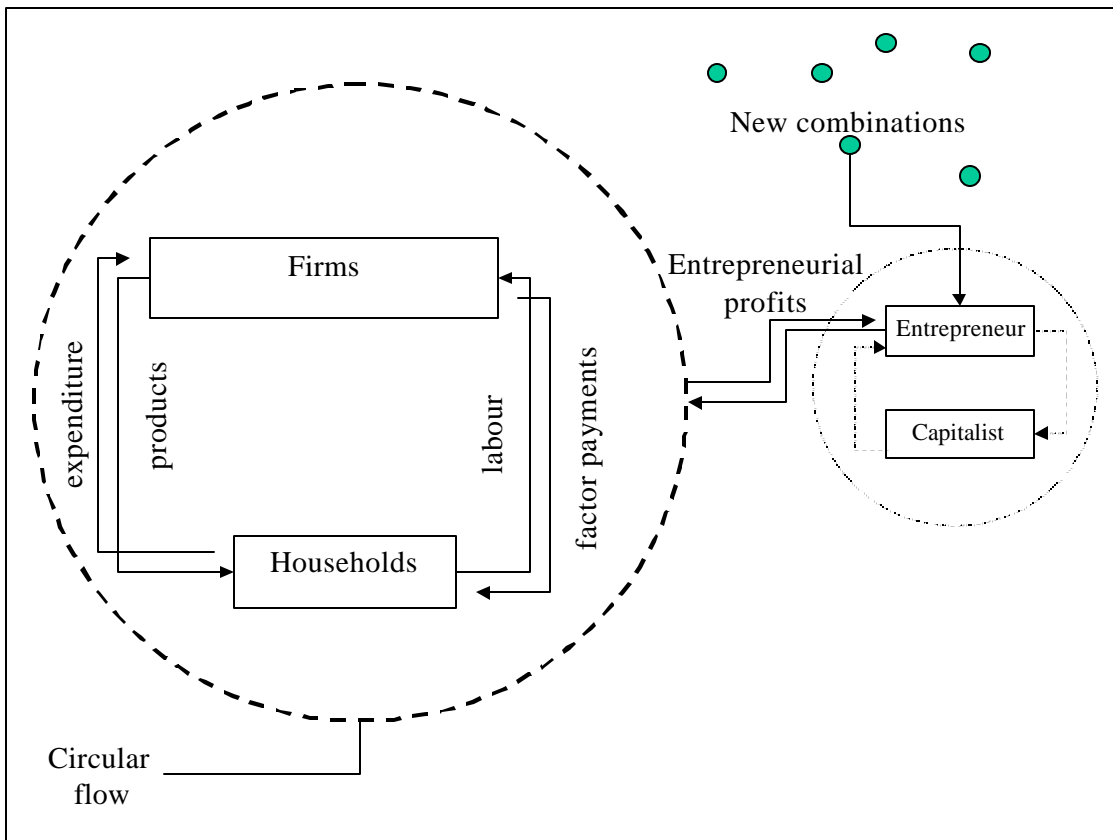 New combinations
Entrepreneurial
profits
Firms
Entrepreneur
expenditure
products
labour
factor payments
Capitalist
Households
Circular
flow